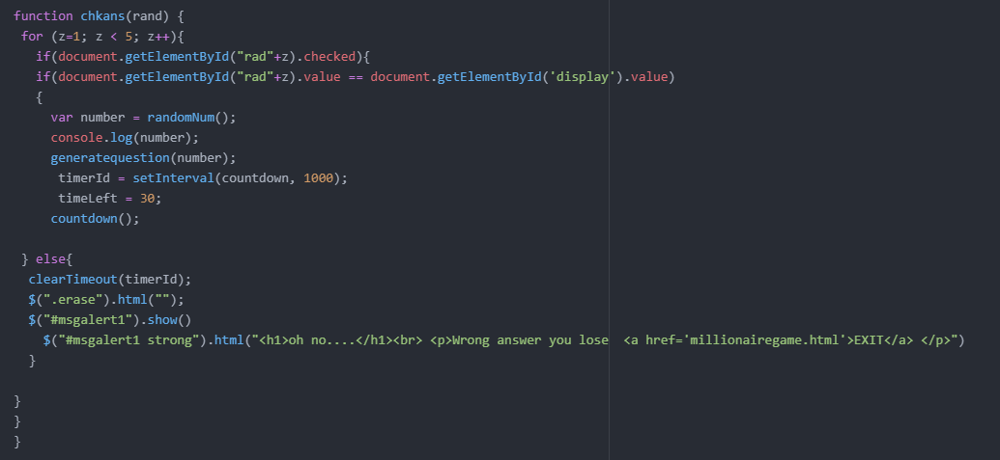 function chkans(rand) {
for (z=1; z < 5; z++){
if(document.getElementById("rad"+z).checked){
if(document.getElementById("rad"+z).value == document.getElementById('display').value)
{
var number = randomNum();
console.log(number);
generatequestion(number);
timerId = setInterval(countdown, 1000);
timeLeft = 30;
countdown();
} else{
clearTimeout(timerId);
$(".erase").html("");
$("#msgalert1").show()
$("#msgalert1 strong").html("<h1>oh no....</h1><br> <p>Wrong answer you lose  <a href='millionairegame.html'>EXIT</a> </p>")
}
}
}
}